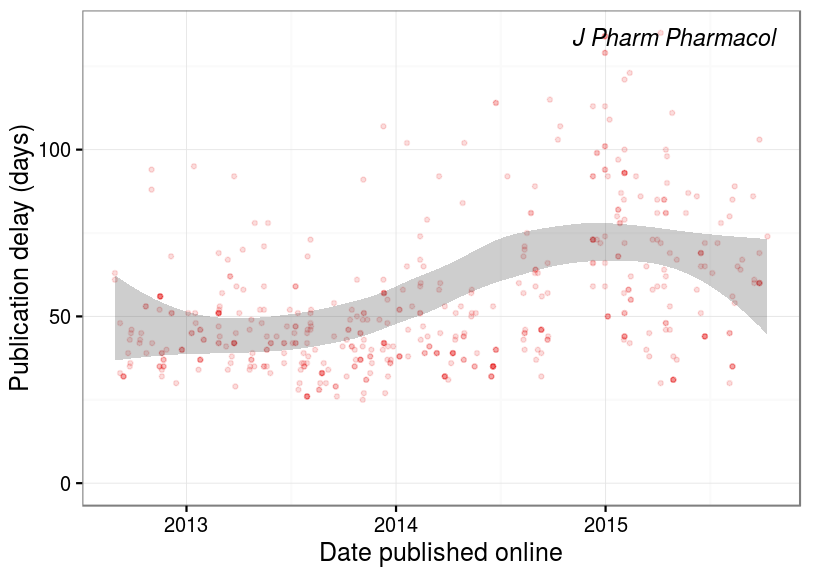 J Pharm Pharmacol
Publication delay (days)
100
50
0
2013
2014
2015
Date published online